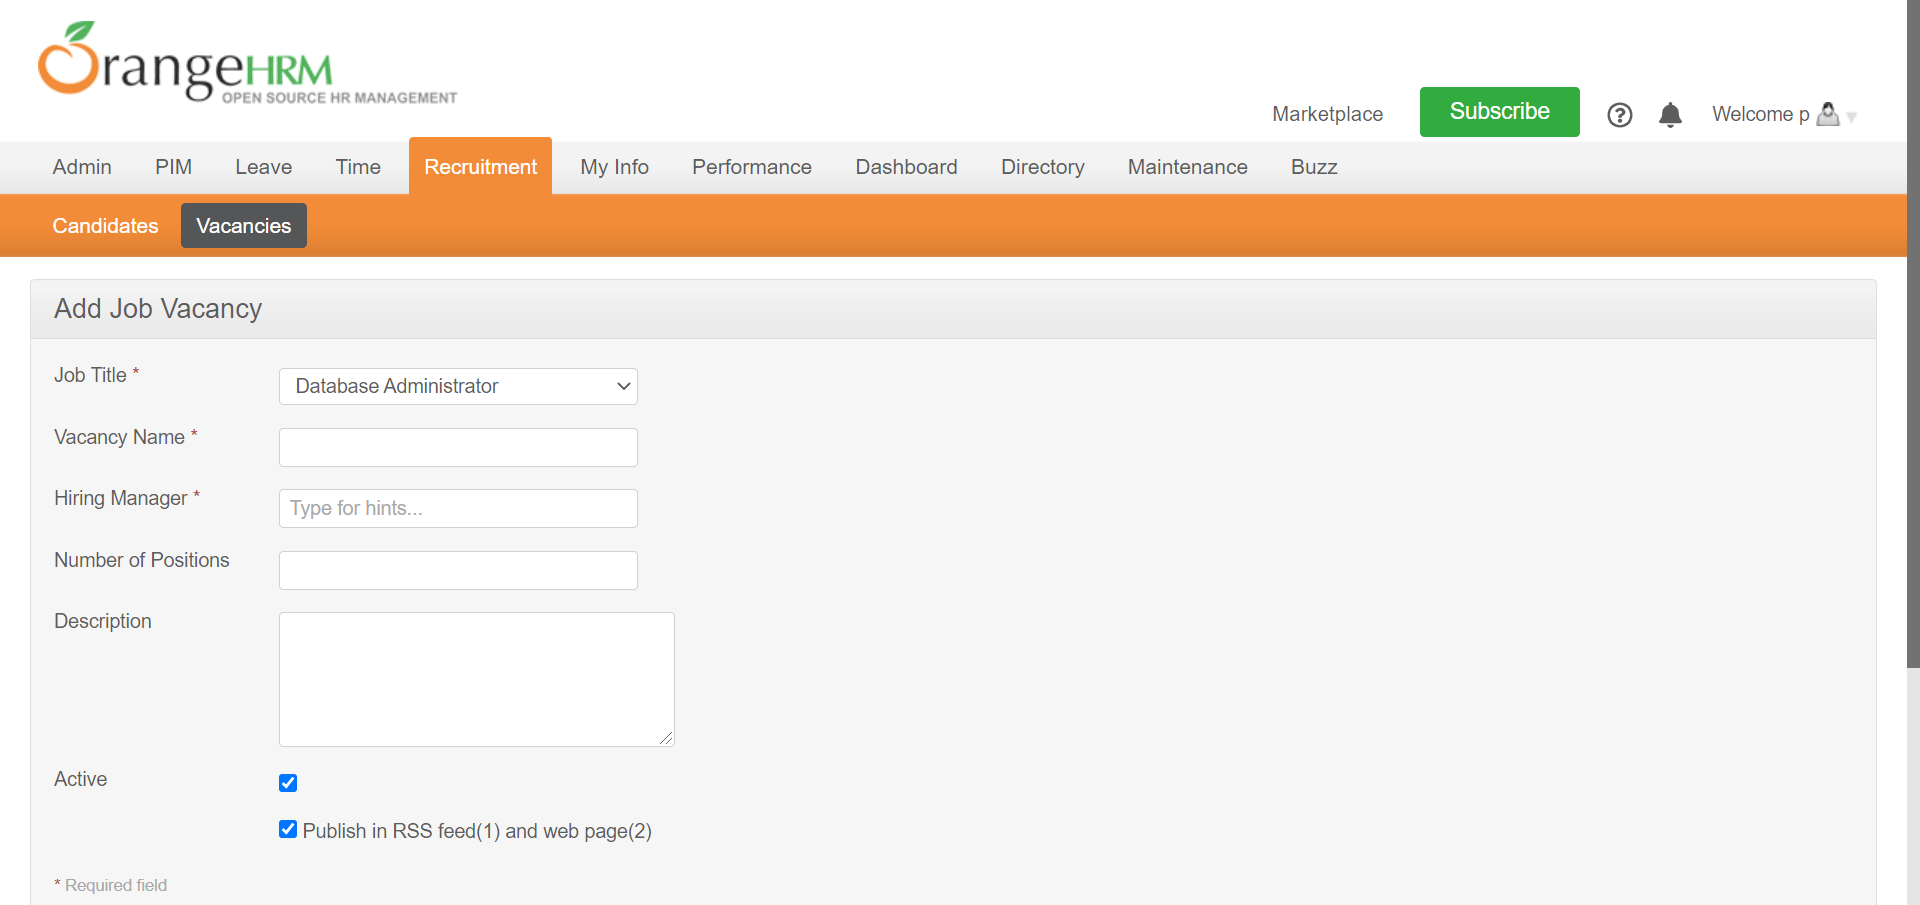 OrangeHRM
OPEN SOURCE HR MANAGEMENT
Marketplace Subscribe Welcome p
Admin PIM Leave Time Recruitment My Info Performance Dashboard Directory Maintenance Buzz
Candidates Vacancies
Add Job Vacancy
Job Title * Database Administrator
Vacancy Name *
Hiring Manager * Type for hints...
Number of Positions
Description
Active
Publish in RSS feed(1) and web page(2)
* Required field